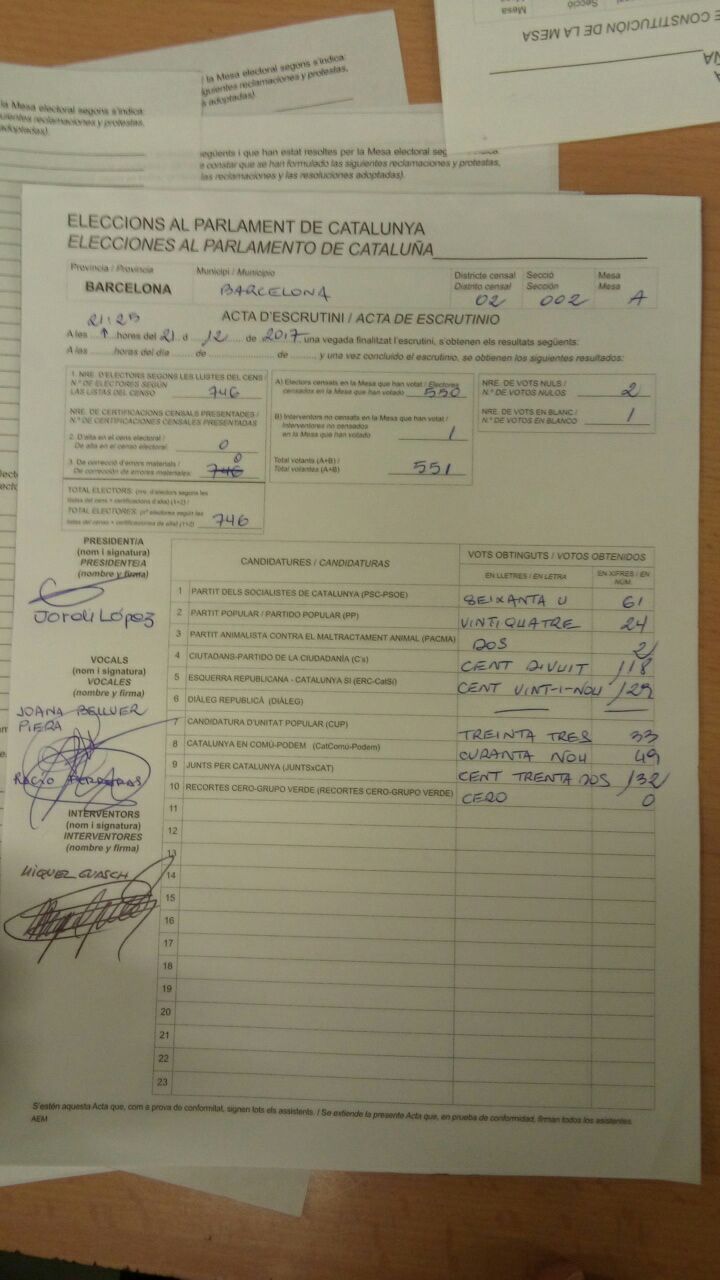 Mesa
Secció
E CONSTITUCIÓN DE LA MESA
la Mesa electoral segons s'indica:
guientes reclamaciones y protestas,
s adoptadas).
la Mesa electoral segons s'indica:
guientes reclamaciones y protestas,
adoptadas).
egüents i que han estat resoltes per la Mesa electoral
constar que se han formulado las siguientes reclamaciones y protestas,
las reclamaciones y las resoluciones adoptadas).
ELECCIONS AL PARLAMENT DE CATALUNYA
ELECCIONES AL PARLAMENTO DE CATALUÑA
Província / Provincia
Municipi / Municipio
Districte censal
Distrito censal
Secció
Sección
Mesa
Mesa
BARCELONA
BARCELONA
02
002
A
ACTA D'ESCRUTINI / ACTA DE ESCRUTINIO
21:25
A les hores del 21 d 12 de 2017 una vegada finalitzat l'escrutini, s'obtenen els resultats següents:
A las horas del día de de y una vez concluido el escrutinio, se obtienen los siguientes resultados:
1. NRE. D'ELECTORS SEGONS LES LLISTES DEL CENS /
N.º DE ELECTORES SEGÚN
LAS LISTAS DEL CENSO 746
NRE. DE CERTIFICACIONS CENSALS PRESENTADES /
N.º DE CERTIFICACIONES CENSALES PRESENTADAS
2. D'alta en el cens electoral /
De alta en el censo electoral: 0
0
3. De correcció d'errors materials /
De corrección de errores materiales: 746
TOTAL ELECTORS: (nre. d'electors segons les
llistes del cens + certificacions d'alta) (1+2) /
TOTAL ELECTORES: (nº electores según las
listas del censo + certificaciones de alta) (1+2) 746
A) Electors censats en la Mesa que han votat / Electores
censados en la Mesa que han votado 550
B) Interventors no censats en la Mesa que han votat /
Interventores no censados
en la Mesa que han votado 1
Total votants (A+B) /
Total votantes (A+B) 551
NRE. DE VOTS NULS /
N.º DE VOTOS NULOS 2
NRE. DE VOTS EN BLANC /
N.º DE VOTOS EN BLANCO 1
PRESIDENT/A
(nom i signatura)
PRESIDENTE/A
(nombre y firma)
Jordi López
VOCALS
(nom i signatura)
VOCALES
(nombre y firma)
JOANA BELLVER
PIERA
INTERVENTORS
(nom i signatura)
INTERVENTORES
(nombre y firma)
MIQUEL GUASCH
CANDIDATURES / CANDIDATURAS
VOTS OBTINGUTS / VOTOS OBTENIDOS
EN LLETRES / EN LETRA
EN XIFRES / EN NÚM.
1 PARTIT DELS SOCIALISTES DE CATALUNYA (PSC-PSOE) SEIXANTA U 61
2 PARTIT POPULAR / PARTIDO POPULAR (PP) VINTIQUATRE 24
3 PARTIT ANIMALISTA CONTRA EL MALTRACTAMENT ANIMAL (PACMA) DOS 2
4 CIUTADANS-PARTIDO DE LA CIUDADANÍA (C's) CENT DIVUIT 118
5 ESQUERRA REPUBLICANA - CATALUNYA SÍ (ERC-CatSí) CENT VINT-I-NOU 129
6 DIÀLEG REPUBLICÀ (DIÀLEG)
7 CANDIDATURA D'UNITAT POPULAR (CUP) TREINTA TRES 33
8 CATALUNYA EN COMÚ-PODEM (CatComú-Podem) QURANTA NOU 49
9 JUNTS PER CATALUNYA (JUNTSxCAT) CENT TRENTA DOS 132
10 RECORTES CERO-GRUPO VERDE (RECORTES CERO-GRUPO VERDE) CERO 0
11
12
13
14
15
16
17
18
19
20
21
22
23
S'estén aquesta Acta que, com a prova de conformitat, signen tots els assistents. / Se extiende la presente Acta que, en prueba de conformidad, firman todos los asistentes.
AEM